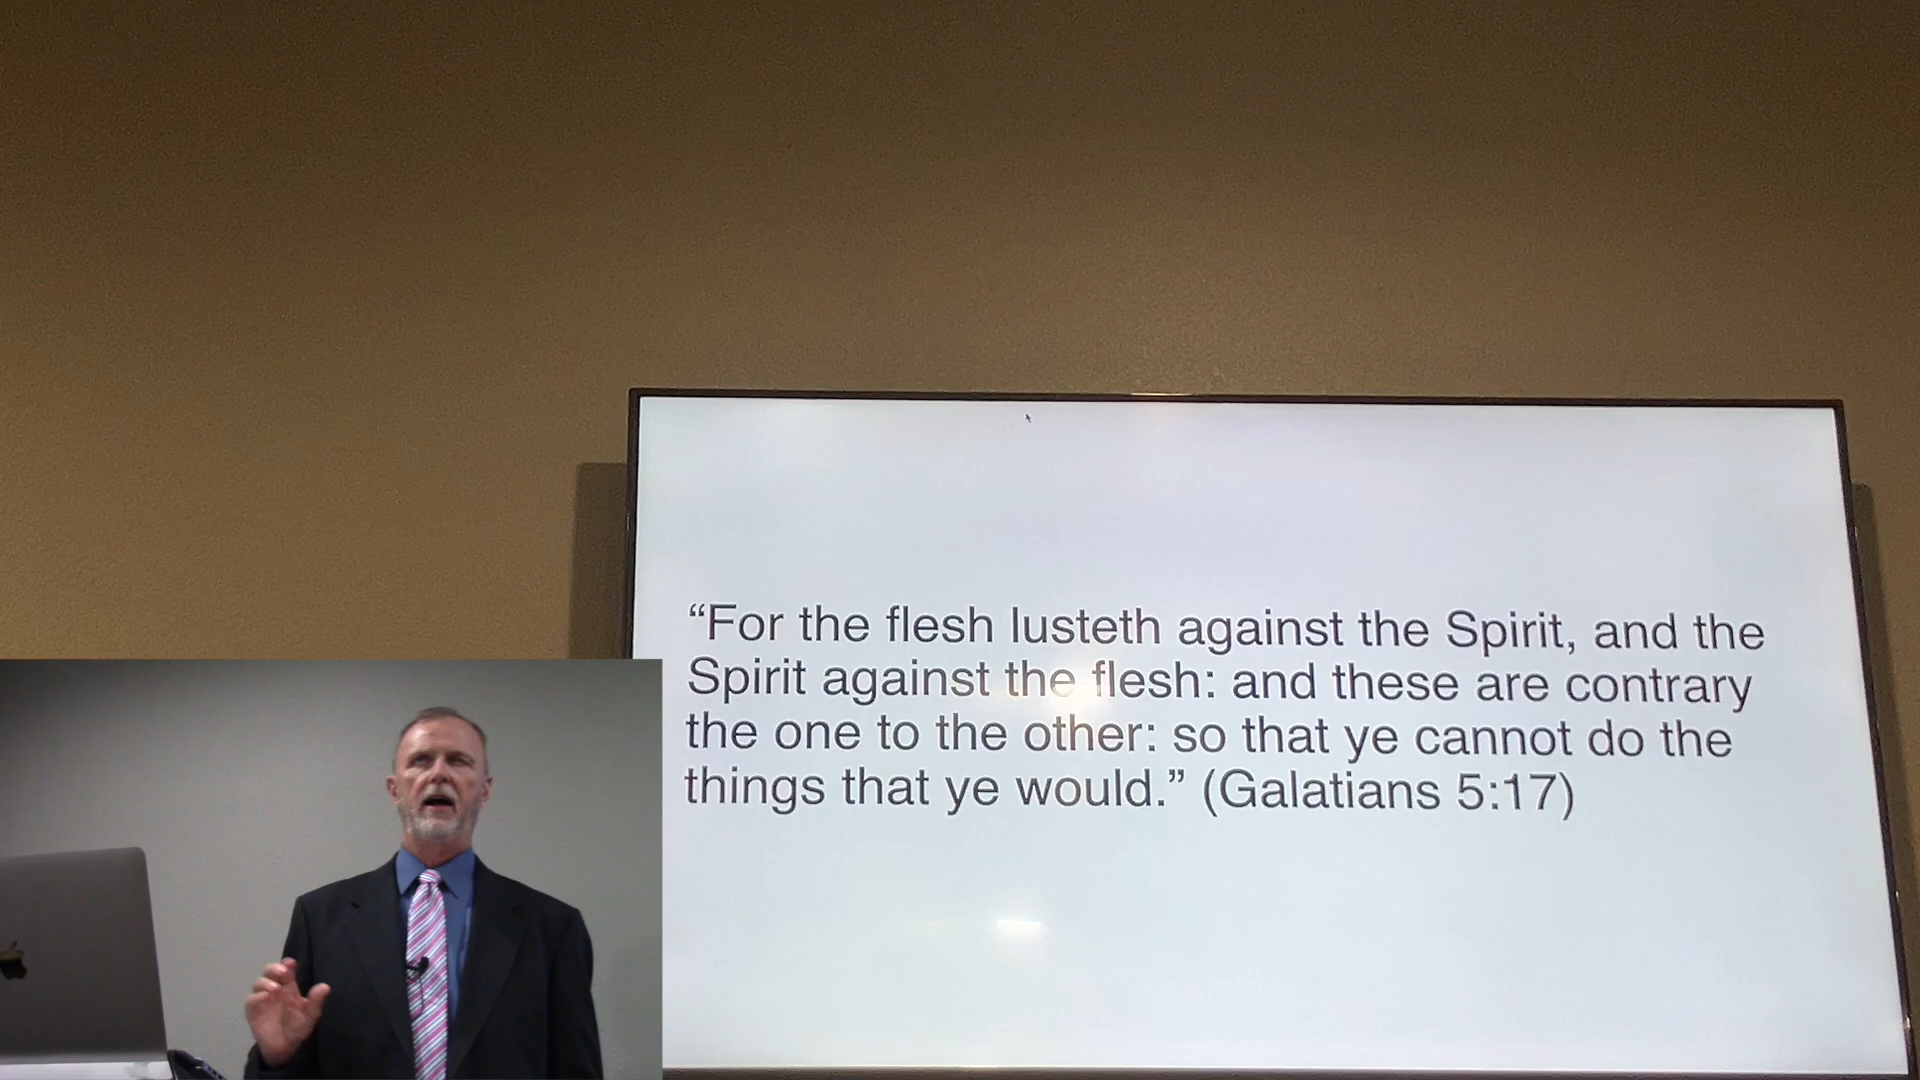 “For the flesh lusteth against the Spirit, and the
Spirit against the flesh: and these are contrary
the one to the other: so that ye cannot do the
things that ye would.” (Galatians 5:17)